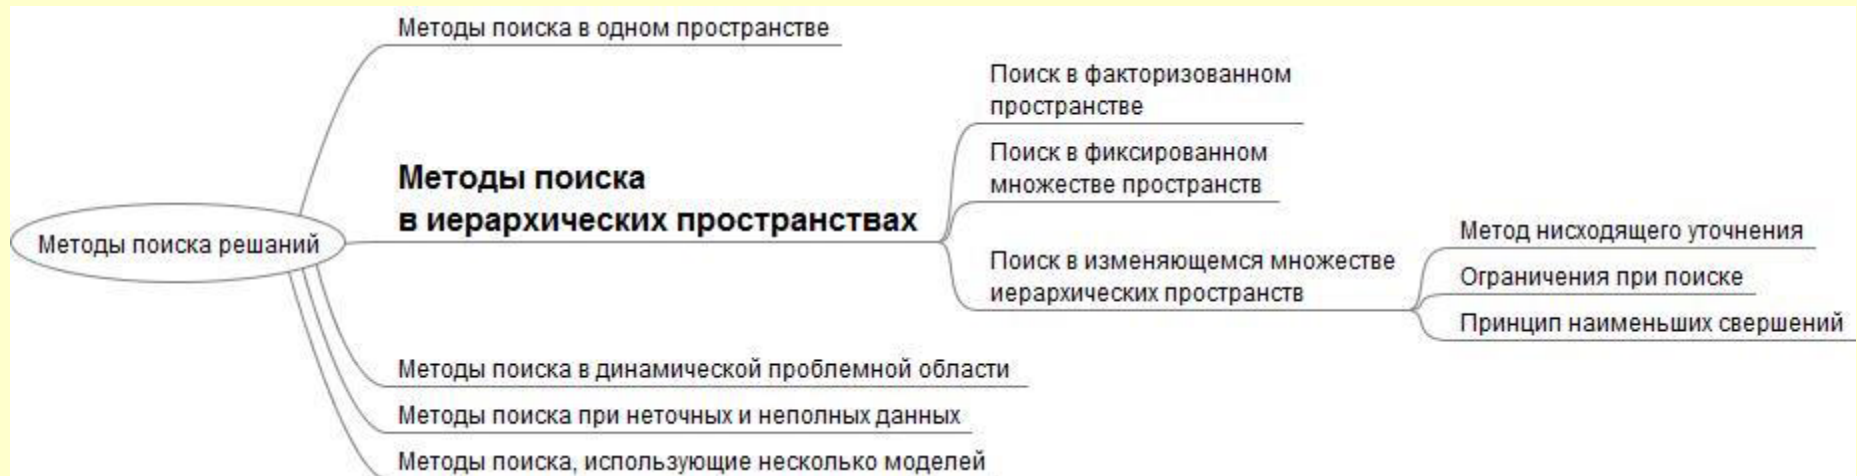 Методы поиска в одном пространстве
Поиск в факторизованном
пространстве
Поиск в фиксированном
множестве пространств
Методы поиска
в иерархических пространствах
Методы поиска решаний
Поиск в изменяющемся множестве
иерархических пространств
Метод нисходящего уточнения
Ограничения при поиске
Принцип наименьших свершений
Методы поиска в динамической проблемной области
Методы поиска при неточных и неполных данных
Методы поиска, использующие несколько моделей